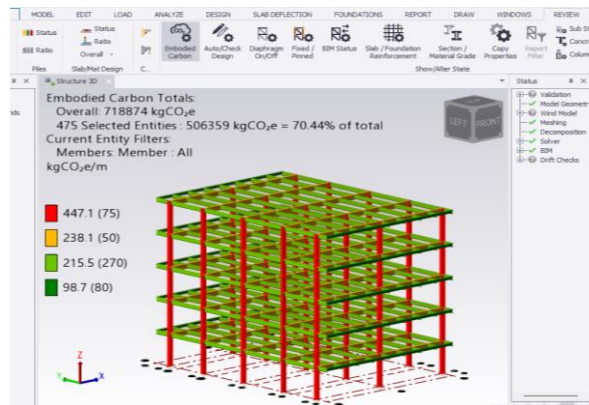 MODEL EDIT LOAD ANALYZE DESIGN SLAB DEFLECTION FOUNDATIONS REPORT DRAW WINDOWS REVIEW
Status
Ratio
Piles
Status
Ratio
Overall
Slab/Mat Design
C...
Embodied Carbon
Auto/Check Design
Diaphragm On/Off
Fixed / Pinned
BIM Status
Slab / Foundation Reinforcement
Section / Material Grade
Copy Properties
Report Filter
Show/Alter State
Sub St
Concre
Colum
Structure 3D
Embodied Carbon Totals:
Overall: 718874 kgCO₂e
475 Selected Entities : 506359 kgCO₂e = 70.44% of total
Current Entity Filters:
Members: Member : All
kgCO₂e/m
447.1 (75)
238.1 (50)
215.5 (270)
98.7 (80)
LEFT
FRONT
Z
Y
X
Status
Validation
Model Geometr
Wind Model
Meshing
Decomposition
Solver
BIM
Drift Checks